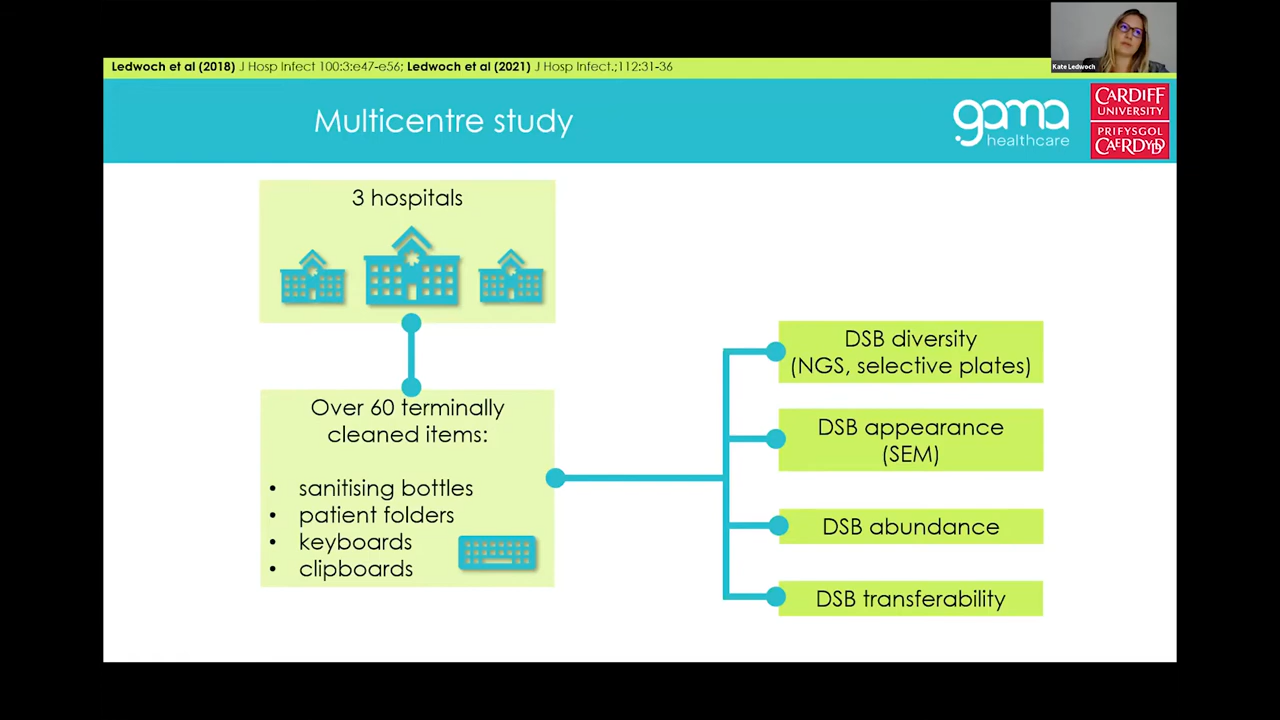 Kate Ledwoch
Ledwoch et al (2018) J Hosp Infect 100:3:e47-e56; Ledwoch et al (2021) J Hosp Infect.;112:31-36
Multicentre study
gama
healthcare
CARDIFF
UNIVERSITY
PRIFYSGOL
CAERDYDD
3 hospitals
Over 60 terminally
cleaned items:
• sanitising bottles
• patient folders
• keyboards
• clipboards
DSB diversity
(NGS, selective plates)
DSB appearance
(SEM)
DSB abundance
DSB transferability